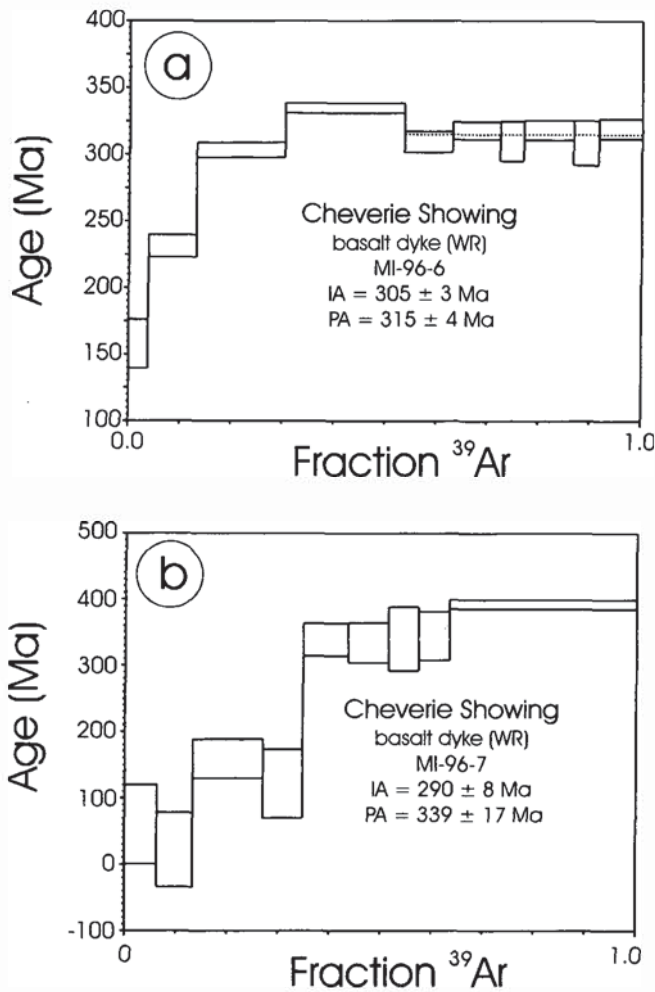 400
350
300
250
200
150
100
Age (Ma)
a
Cheverie Showing
basalt dyke (WR)
MI-96-6
IA = 305 ± 3 Ma
PA = 315 ± 4 Ma
0.0
1.0
Fraction ³⁹Ar
500
400
300
200
100
0
-100
Age (Ma)
b
Cheverie Showing
basalt dyke (WR)
MI-96-7
IA = 290 ± 8 Ma
PA = 339 ± 17 Ma
0
1.0
Fraction ³⁹Ar